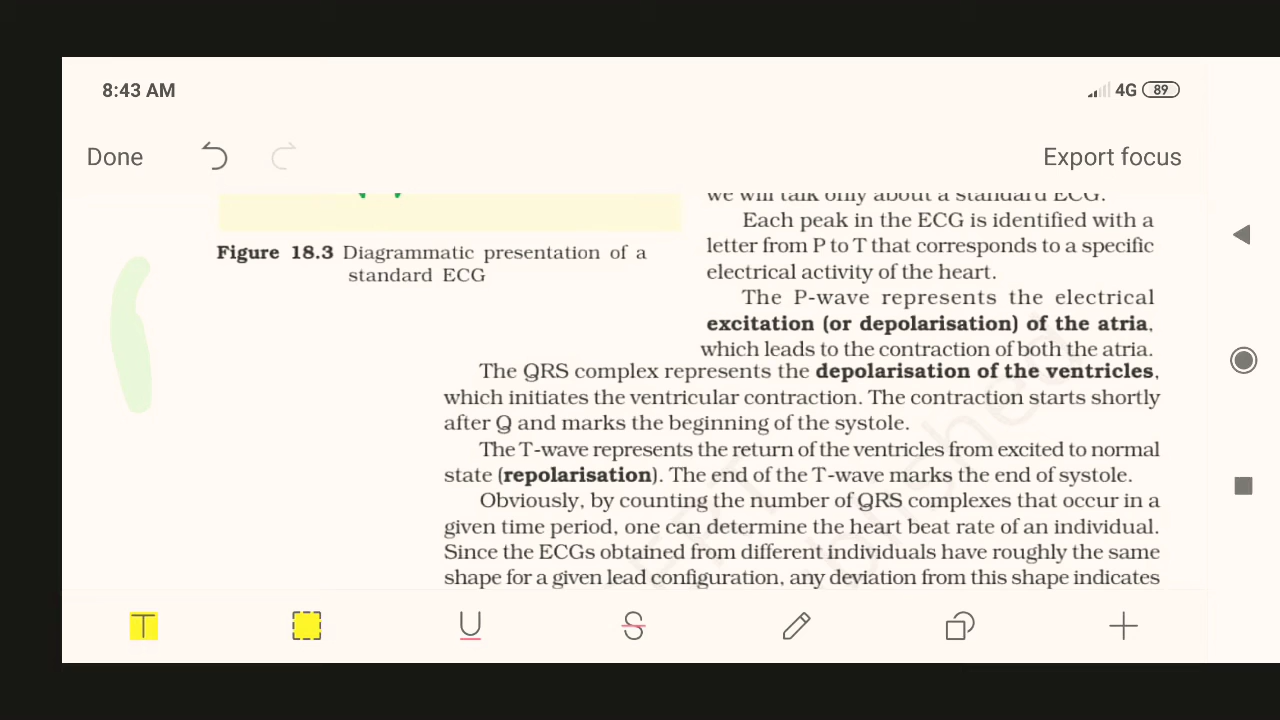 8:43 AM
4G 89
Done
Export focus
we will talk only about a standard ECG.
Each peak in the ECG is identified with a
letter from P to T that corresponds to a specific
electrical activity of the heart.
The P-wave represents the electrical
excitation (or depolarisation) of the atria,
which leads to the contraction of both the atria.
Figure 18.3 Diagrammatic presentation of a
standard ECG
The QRS complex represents the depolarisation of the ventricles,
which initiates the ventricular contraction. The contraction starts shortly
after Q and marks the beginning of the systole.
The T-wave represents the return of the ventricles from excited to normal
state (repolarisation). The end of the T-wave marks the end of systole.
Obviously, by counting the number of QRS complexes that occur in a
given time period, one can determine the heart beat rate of an individual.
Since the ECGs obtained from different individuals have roughly the same
shape for a given lead configuration, any deviation from this shape indicates
T
U
S